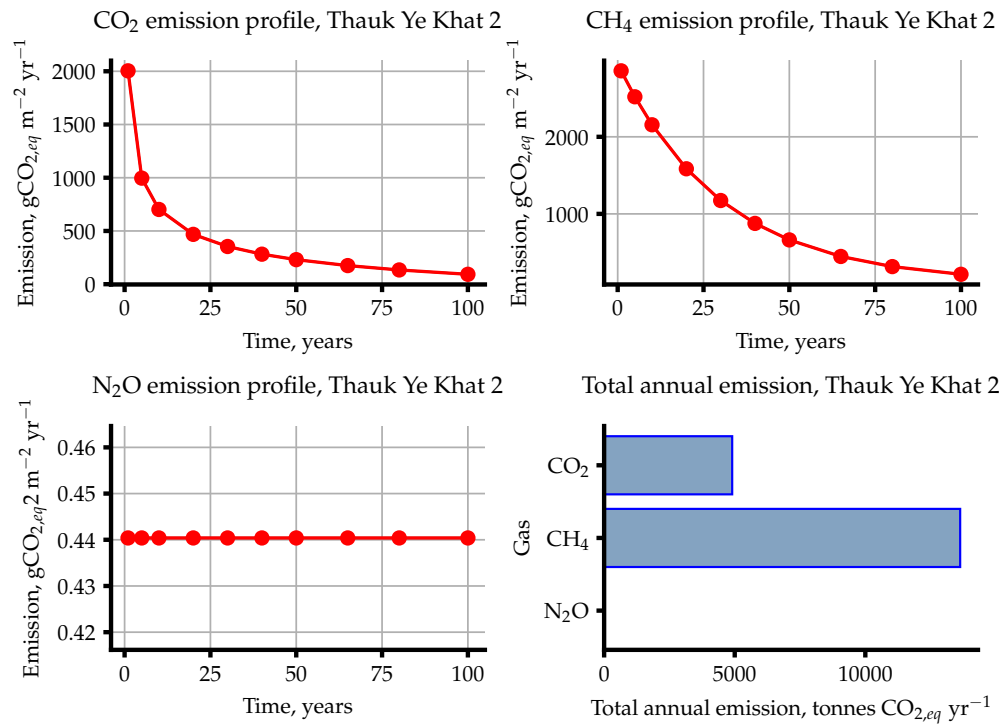 CO₂ emission profile, Thauk Ye Khat 2
Emission, gCO₂,eq m⁻² yr⁻¹
2000
1500
1000
500
0
0 25 50 75 100
Time, years
CH₄ emission profile, Thauk Ye Khat 2
Emission, gCO₂,eq m⁻² yr⁻¹
2000
1000
0 25 50 75 100
Time, years
N₂O emission profile, Thauk Ye Khat 2
Emission, gCO₂,eq2 m⁻² yr⁻¹
0.46
0.45
0.44
0.43
0.42
0 25 50 75 100
Time, years
Total annual emission, Thauk Ye Khat 2
Gas
CO₂
CH₄
N₂O
0 5000 10000
Total annual emission, tonnes CO₂,eq yr⁻¹